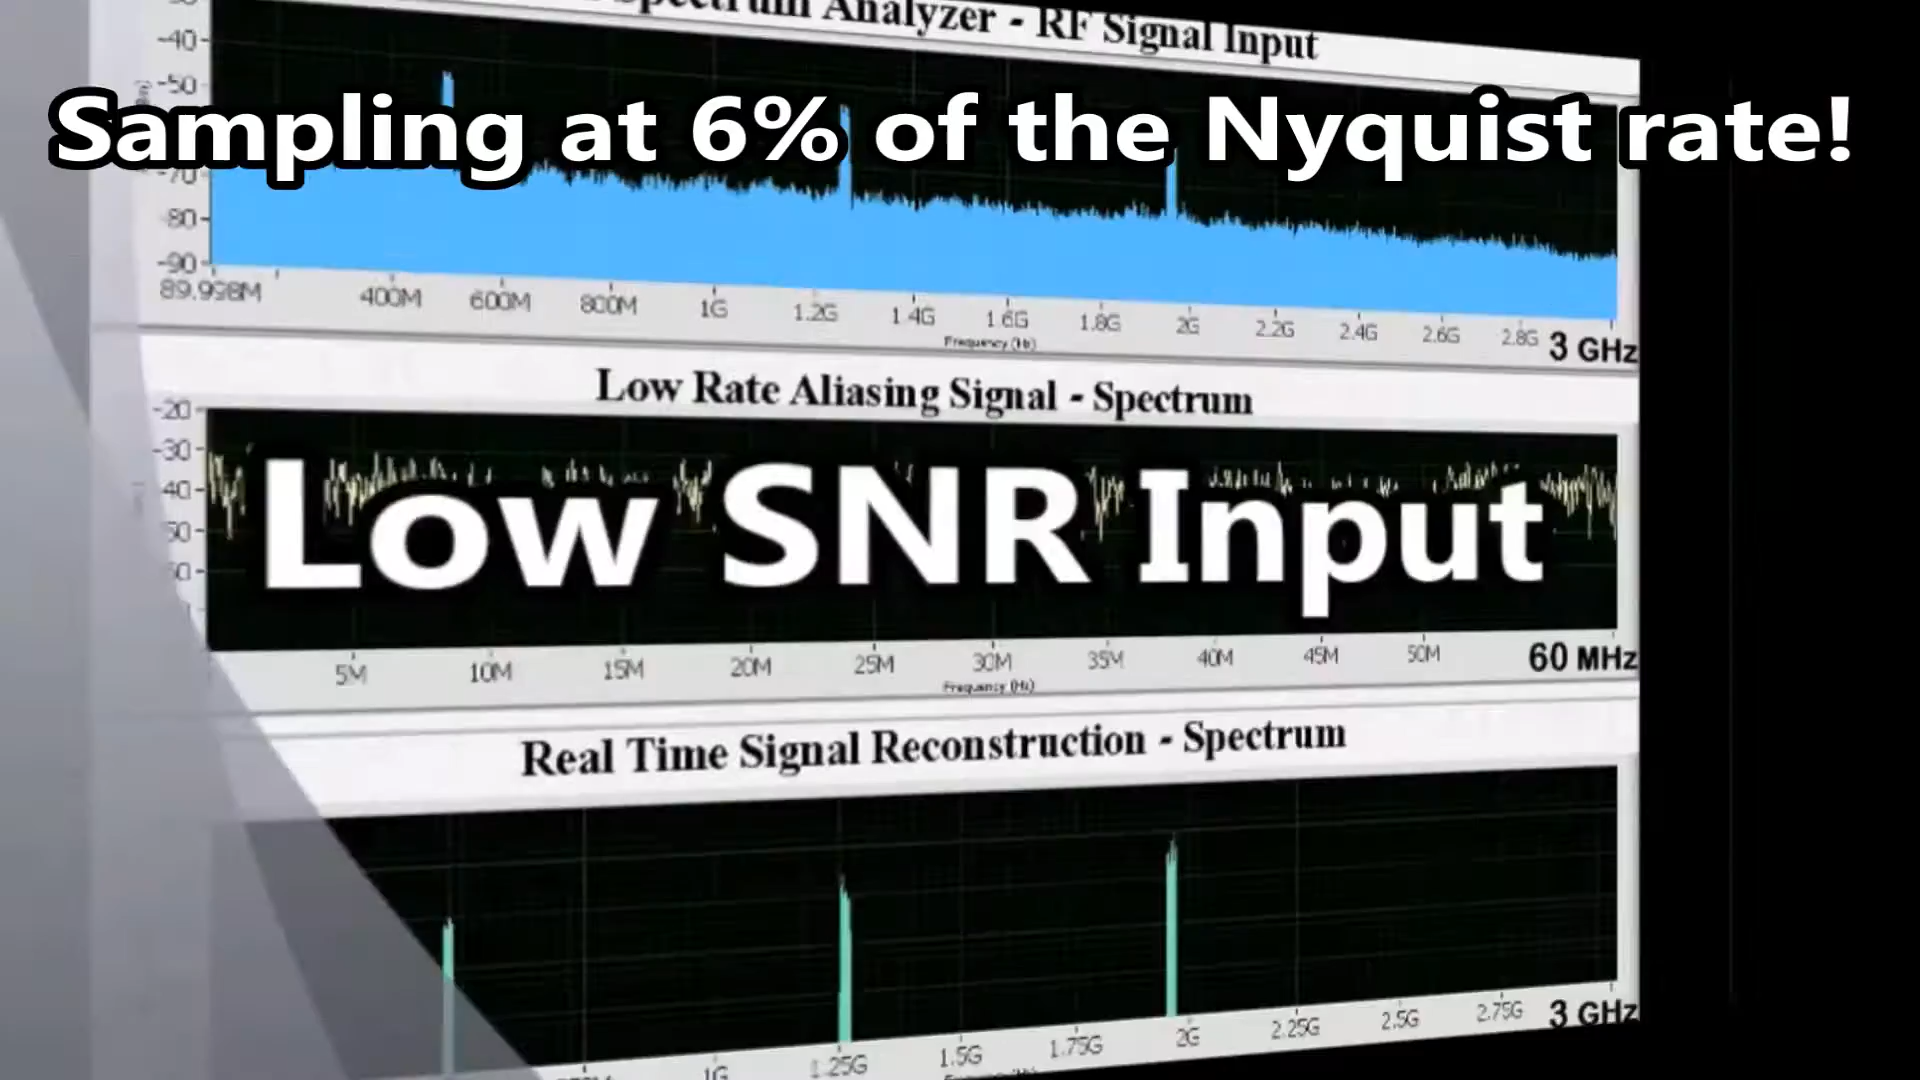 Analyzer - RF Signal Input
-40
-50
Sampling at 6% of the Nyquist rate!
-70
-80
-90
89.998M 400M 600M 800M 1G 1.2G 1.4G 1.6G 1.8G 2G 2.2G 2.4G 2.6G 2.8G 3 GHz
Frequency (Hz)
Low Rate Aliasing Signal - Spectrum
-20
-30
-40
Low SNR Input
5M 10M 15M 20M 25M 30M 35M 40M 45M 50M 60 MHz
Frequency (Hz)
Real Time Signal Reconstruction - Spectrum
1G 1.25G 1.5G 1.75G 2G 2.25G 2.5G 2.75G 3 GHz